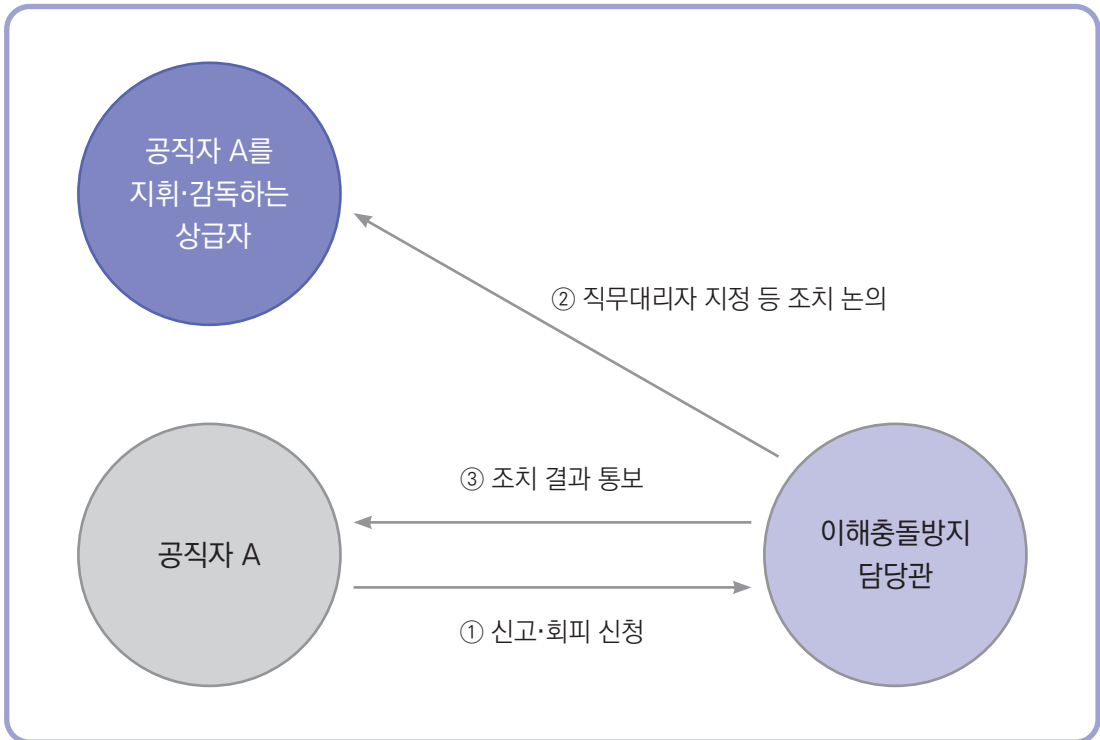 공직자 A를
지휘·감독하는
상급자
② 직무대리자 지정 등 조치 논의
③ 조치 결과 통보
공직자 A
이해충돌방지
담당관
① 신고·회피 신청